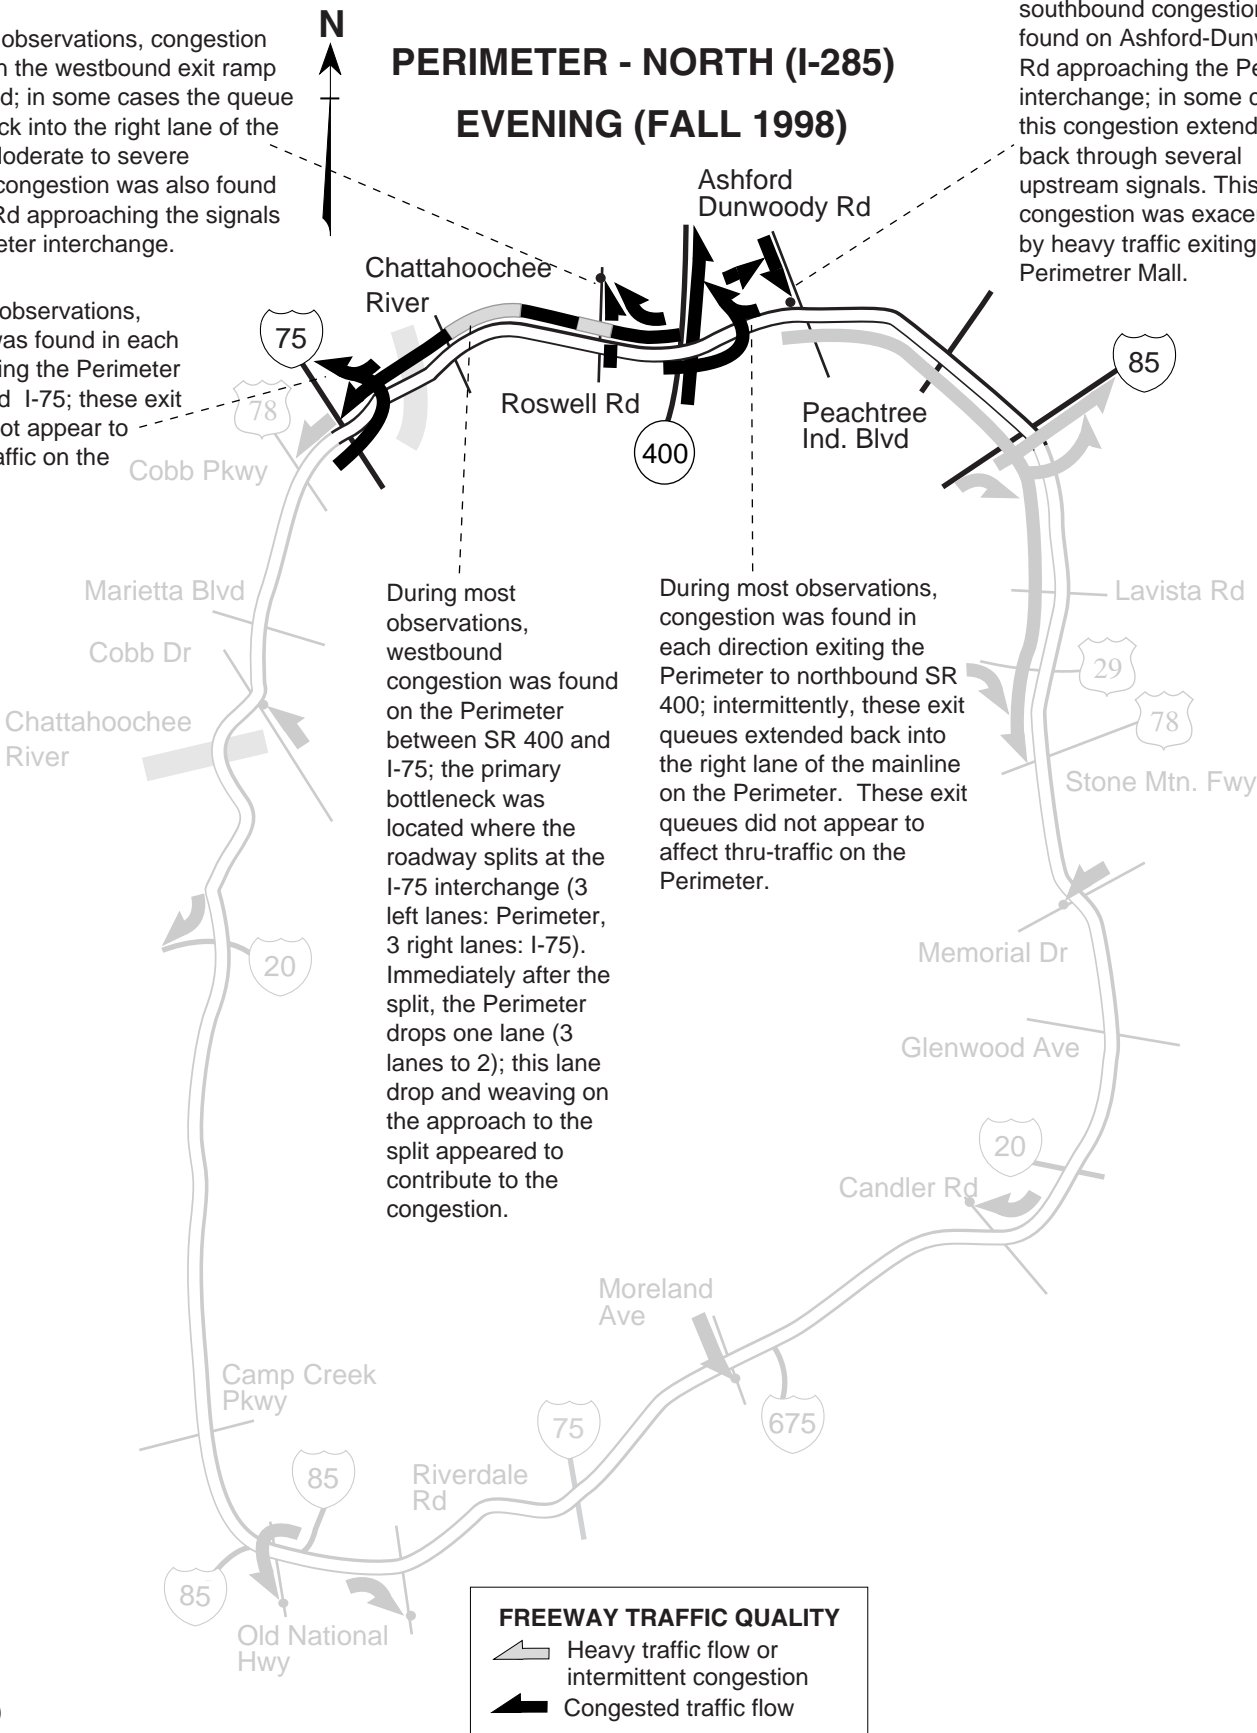 N
PERIMETER - NORTH (I-285)
EVENING (FALL 1998)
observations, congestion
the westbound exit ramp
in some cases the queue
into the right lane of the
to severe
congestion was also found
Rd approaching the signals
interchange.
observations,
was found in each
the Perimeter
I-75; these exit
not appear to
on the
southbound congestion
found on Ashford-
Rd approaching the
interchange; in some
this congestion
back through several
upstream signals. This
congestion was
by heavy traffic exiting
Perimetrer Mall.
Ashford
Dunwoody Rd
Chattahoochee
River
75
78
Cobb Pkwy
Roswell Rd
400
Peachtree
Ind. Blvd
85
Marietta Blvd
Cobb Dr
Chattahoochee
River
During most
observations,
westbound
congestion was found
on the Perimeter
between SR 400 and
I-75; the primary
bottleneck was
located where the
roadway splits at the
I-75 interchange (3
left lanes: Perimeter,
3 right lanes: I-75).
Immediately after the
split, the Perimeter
drops one lane (3
lanes to 2); this lane
drop and weaving on
the approach to the
split appeared to
contribute to the
congestion.
During most observations,
congestion was found in
each direction exiting the
Perimeter to northbound SR
400; intermittently, these exit
queues extended back into
the right lane of the mainline
on the Perimeter. These exit
queues did not appear to
affect thru-traffic on the
Perimeter.
Lavista Rd
29
78
Stone Mtn. Fwy
20
Memorial Dr
Glenwood Ave
20
Candler Rd
Moreland
Ave
Camp Creek
Pkwy
75
675
85
Riverdale
Rd
85
Old National
Hwy
FREEWAY TRAFFIC QUALITY
Heavy traffic flow or
intermittent congestion
Congested traffic flow